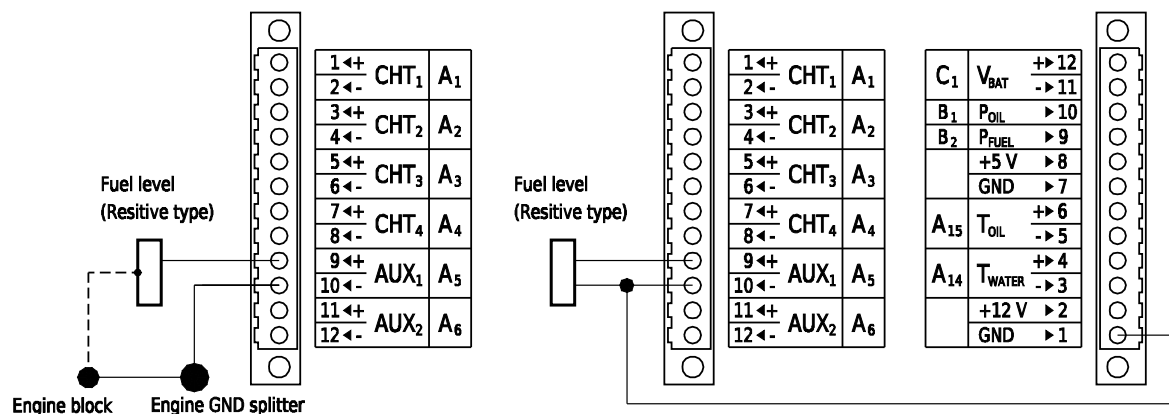 1 ◂+ CHT1 A1
2 ◂-
3 ◂+ CHT2 A2
4 ◂-
5 ◂+ CHT3 A3
6 ◂-
7 ◂+ CHT4 A4
8 ◂-
9 ◂+ AUX1 A5
10 ◂-
11 ◂+ AUX2 A6
12 ◂-
Fuel level
(Resitive type)
Engine block
Engine GND splitter
1 ◂+ CHT1 A1
2 ◂-
3 ◂+ CHT2 A2
4 ◂-
5 ◂+ CHT3 A3
6 ◂-
7 ◂+ CHT4 A4
8 ◂-
9 ◂+ AUX1 A5
10 ◂-
11 ◂+ AUX2 A6
12 ◂-
Fuel level
(Resitive type)
C1 VBAT +▸12
-▸11
B1 POIL ▸10
B2 PFUEL ▸9
+5 V ▸8
GND ▸7
A15 TOIL +▸6
-▸5
A14 TWATER +▸4
-▸3
+12 V ▸2
GND ▸1